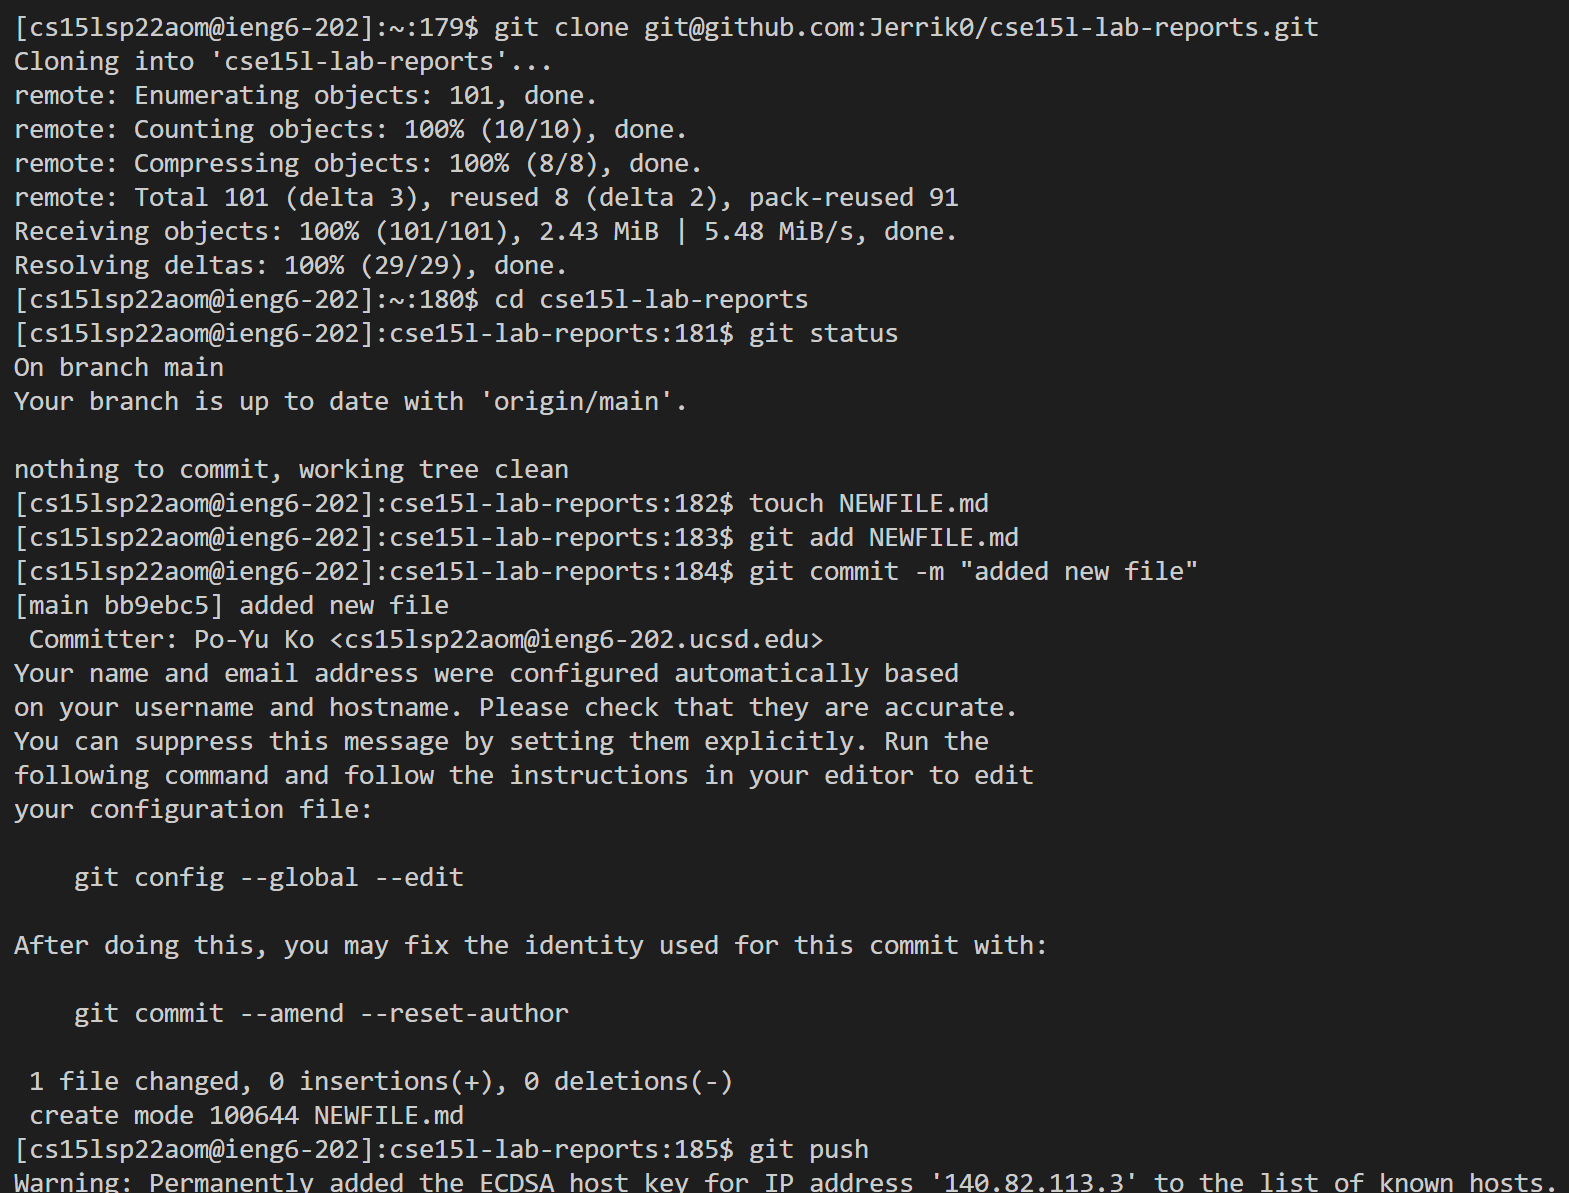 [cs15lsp22aom@ieng6-202]:~:179$ git clone git@github.com:Jerrik0/cse15l-lab-reports.git
Cloning into 'cse15l-lab-reports'...
remote: Enumerating objects: 101, done.
remote: Counting objects: 100% (10/10), done.
remote: Compressing objects: 100% (8/8), done.
remote: Total 101 (delta 3), reused 8 (delta 2), pack-reused 91
Receiving objects: 100% (101/101), 2.43 MiB | 5.48 MiB/s, done.
Resolving deltas: 100% (29/29), done.
[cs15lsp22aom@ieng6-202]:~:180$ cd cse15l-lab-reports
[cs15lsp22aom@ieng6-202]:cse15l-lab-reports:181$ git status
On branch main
Your branch is up to date with 'origin/main'.

nothing to commit, working tree clean
[cs15lsp22aom@ieng6-202]:cse15l-lab-reports:182$ touch NEWFILE.md
[cs15lsp22aom@ieng6-202]:cse15l-lab-reports:183$ git add NEWFILE.md
[cs15lsp22aom@ieng6-202]:cse15l-lab-reports:184$ git commit -m "added new file"
[main bb9ebc5] added new file
 Committer: Po-Yu Ko <cs15lsp22aom@ieng6-202.ucsd.edu>
Your name and email address were configured automatically based
on your username and hostname. Please check that they are accurate.
You can suppress this message by setting them explicitly. Run the
following command and follow the instructions in your editor to edit
your configuration file:

    git config --global --edit

After doing this, you may fix the identity used for this commit with:

    git commit --amend --reset-author

 1 file changed, 0 insertions(+), 0 deletions(-)
 create mode 100644 NEWFILE.md
[cs15lsp22aom@ieng6-202]:cse15l-lab-reports:185$ git push
Warning: Permanently added the ECDSA host key for IP address '140.82.113.3' to the list of known hosts.